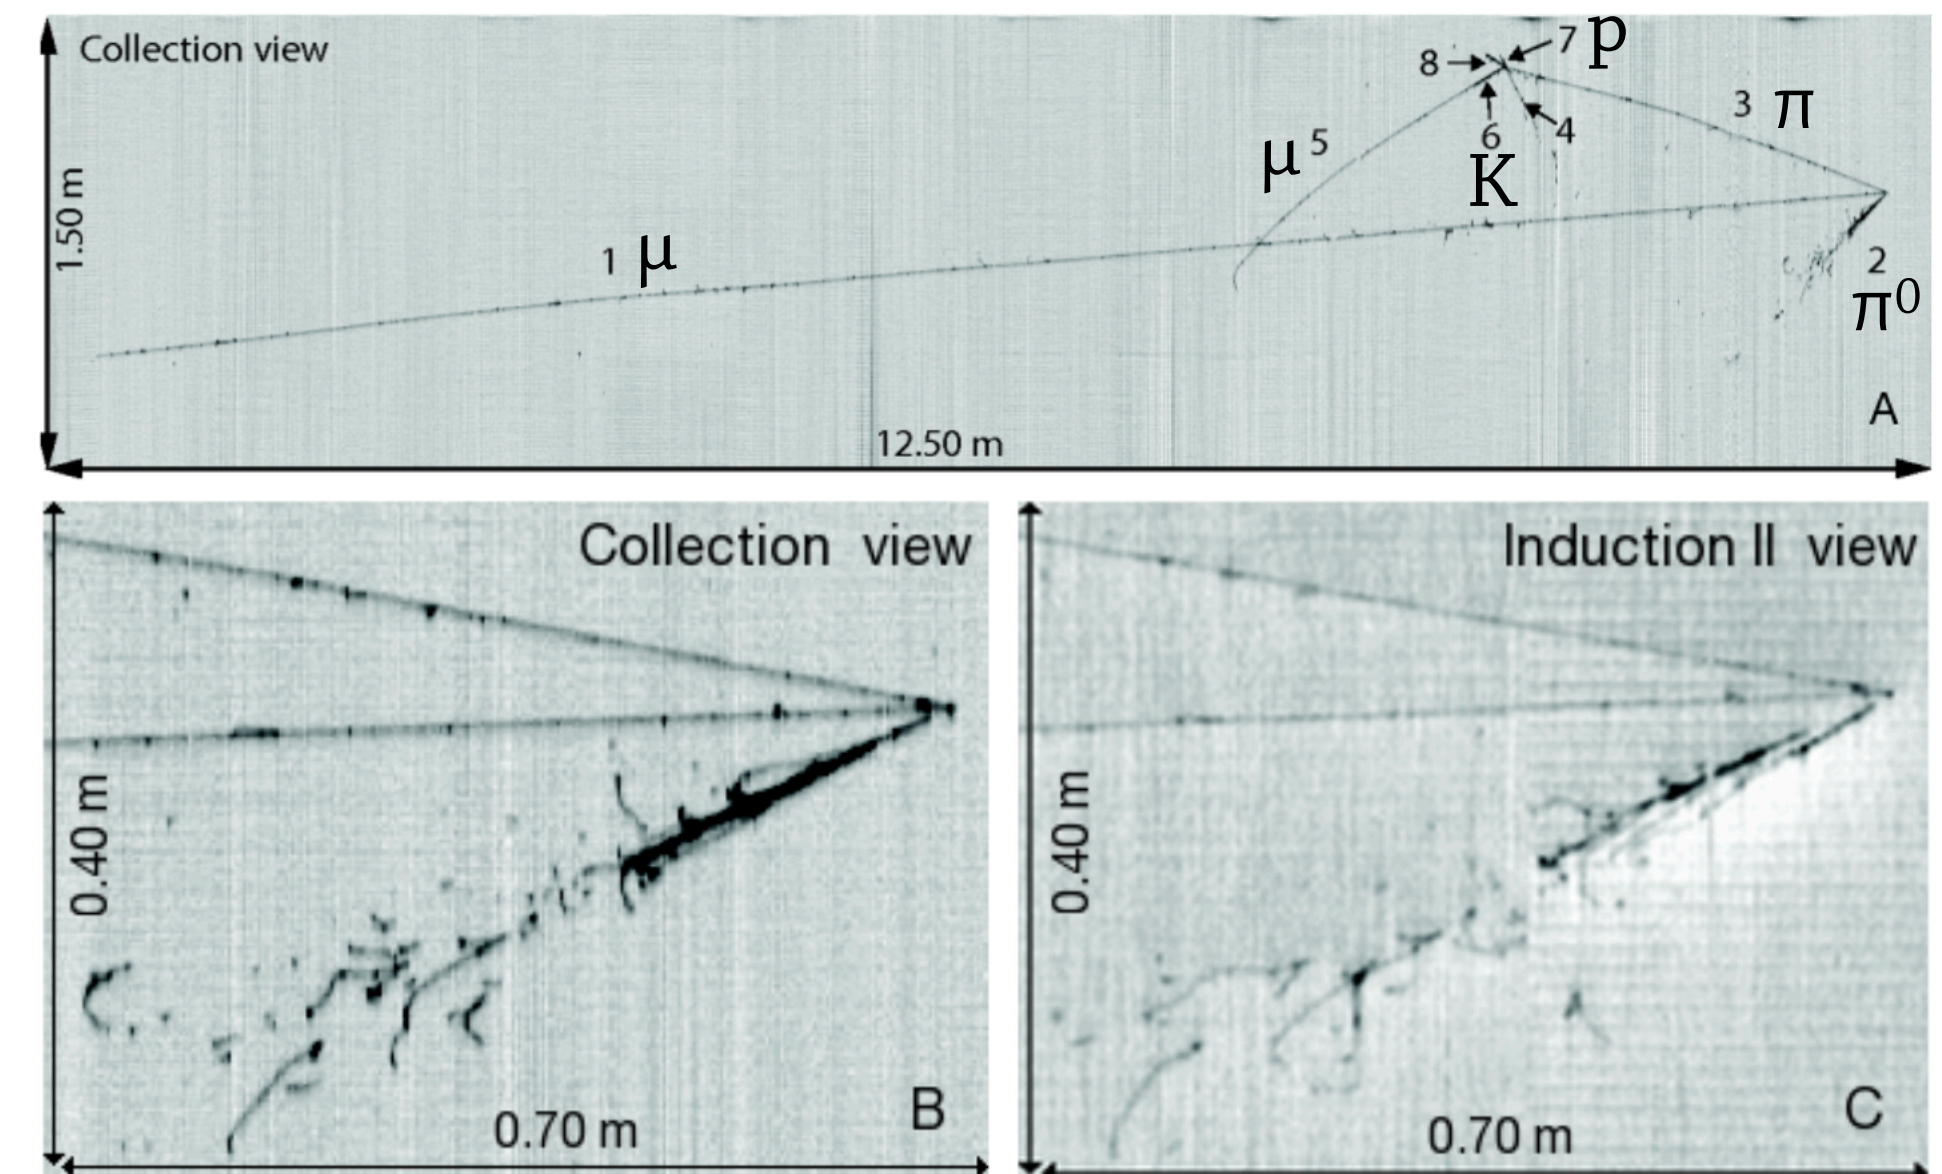 Collection view
1.50 m
1 μ
μ 5
8
7 p
6
K
4
3 π
2
π⁰
12.50 m
A
Collection view
0.40 m
0.70 m
B
Induction II view
0.40 m
0.70 m
C